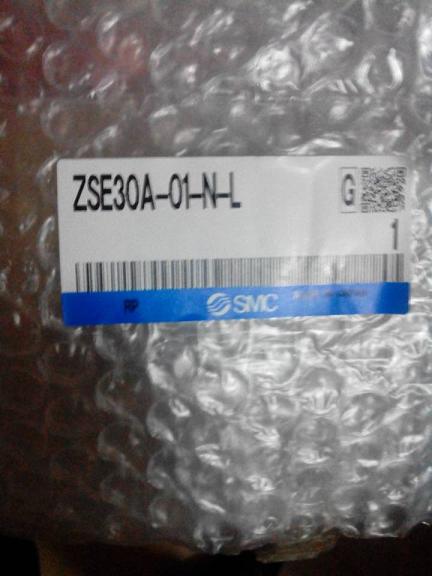 ZSE30A-01-N-L
G
1
RP
SMC